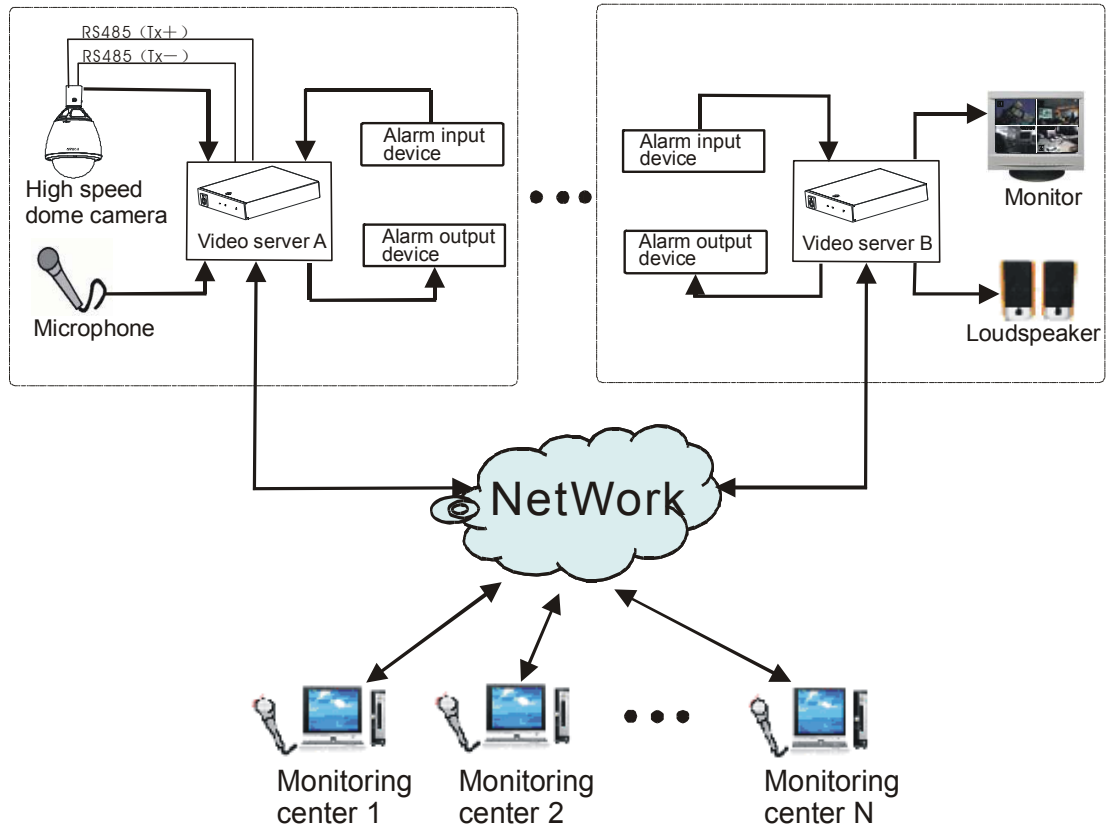 RS485 (Tx+)
RS485 (Tx-)
High speed
dome camera
Microphone
Video server A
Alarm input
device
Alarm output
device
Alarm input
device
Alarm output
device
Video server B
Monitor
Loudspeaker
NetWork
Monitoring
center 1
Monitoring
center 2
Monitoring
center N